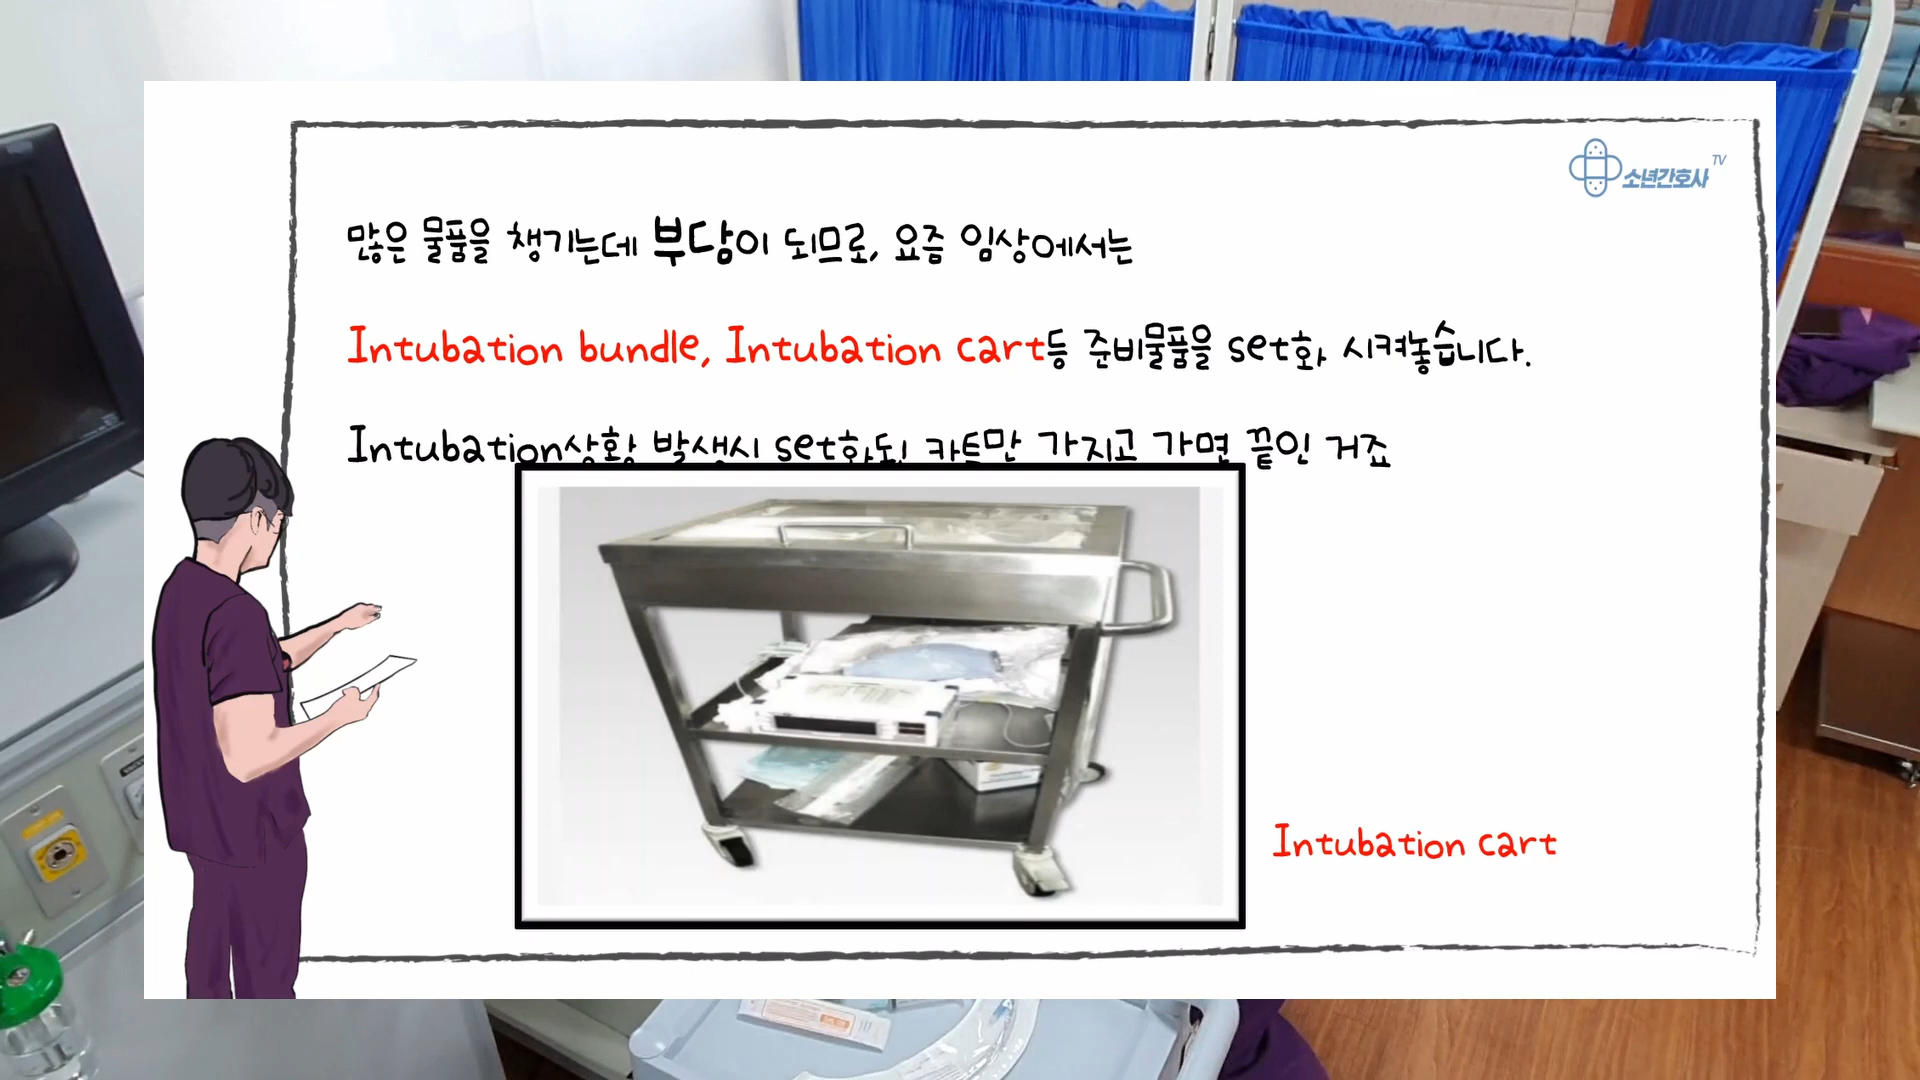 소년간호사 TV
많은 물품을 챙기는데 부담이 되므로, 요즘 임상에서는
Intubation bundle, Intubation cart등 준비물품을 set화 시켜놓습니다.
Intubation상황 발생시 set화된 카트만 가지고 가면 끝인 거죠
Intubation cart